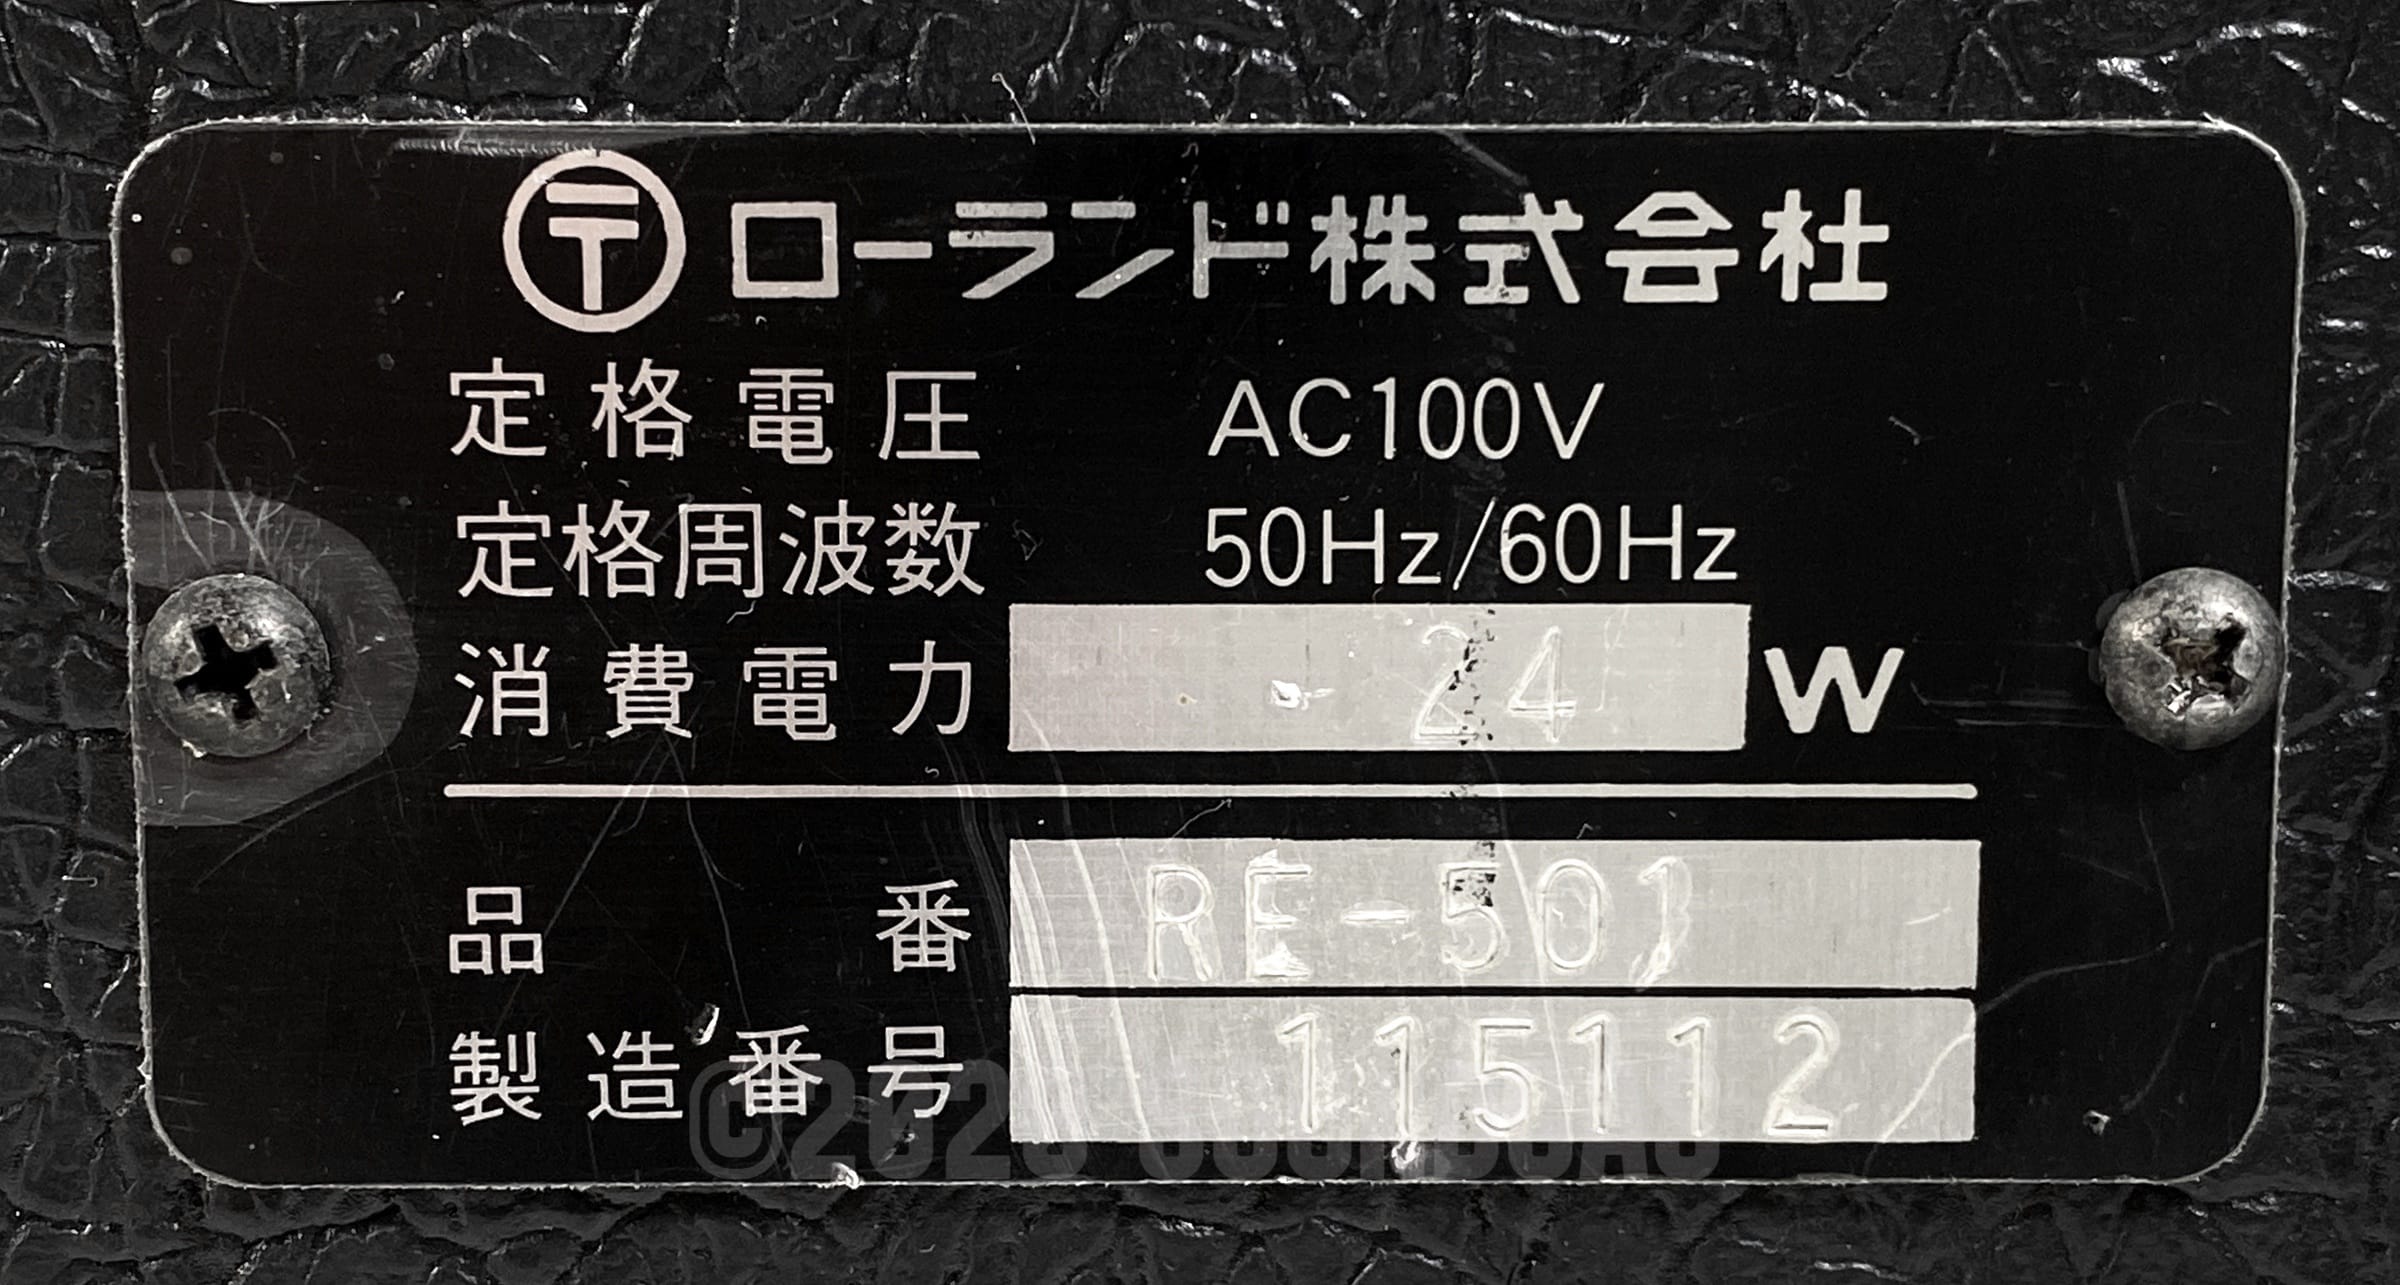 〒 ローランド株式会社
定格電圧 AC100V
定格周波数 50Hz/60Hz
消費電力 24 W
品番 RE-501
製造番号 115112